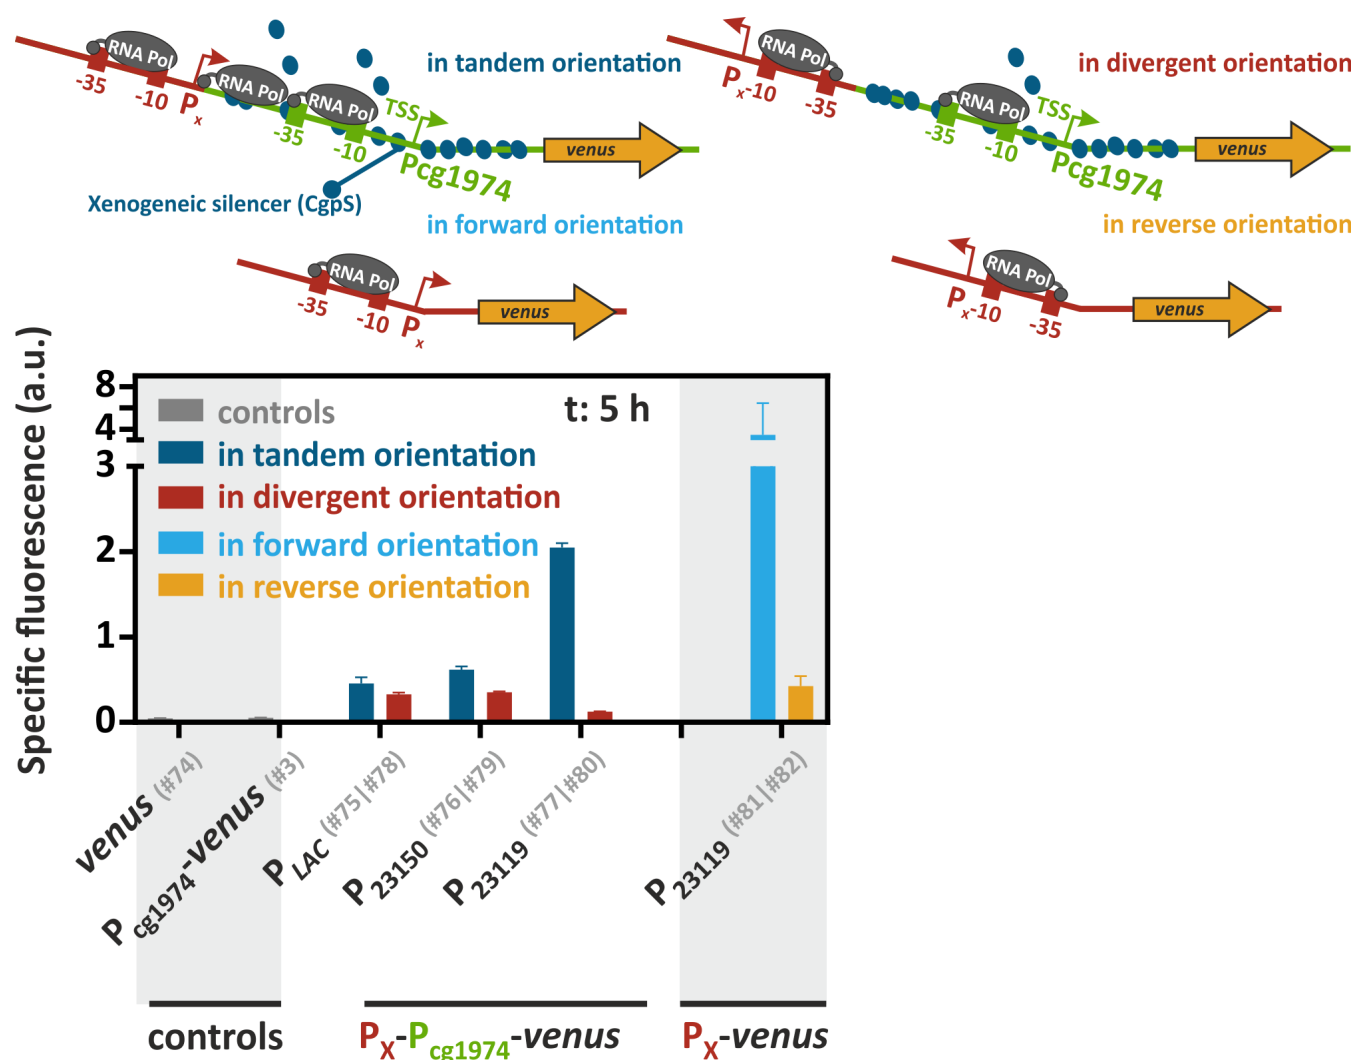 RNA Pol
-35
-10
Px
RNA Pol
-35
RNA Pol
-10
TSS
Pcg1974
venus
in tandem orientation
Xenogeneic silencer (CgpS)
RNA Pol
Px
-10
-35
RNA Pol
-35
-10
TSS
Pcg1974
venus
in divergent orientation
in forward orientation
RNA Pol
-35
-10
Px
venus
in reverse orientation
RNA Pol
Px
-10
-35
venus
Specific fluorescence (a.u.)
8
4
3
2
1
0
t: 5 h
controls
in tandem orientation
in divergent orientation
in forward orientation
in reverse orientation
venus (#74)
Pcg1974-venus (#3)
PLAC (#75|#78)
P23150 (#76|#79)
P23119 (#77|#80)
P23119 (#81|#82)
controls
PX-Pcg1974-venus
PX-venus